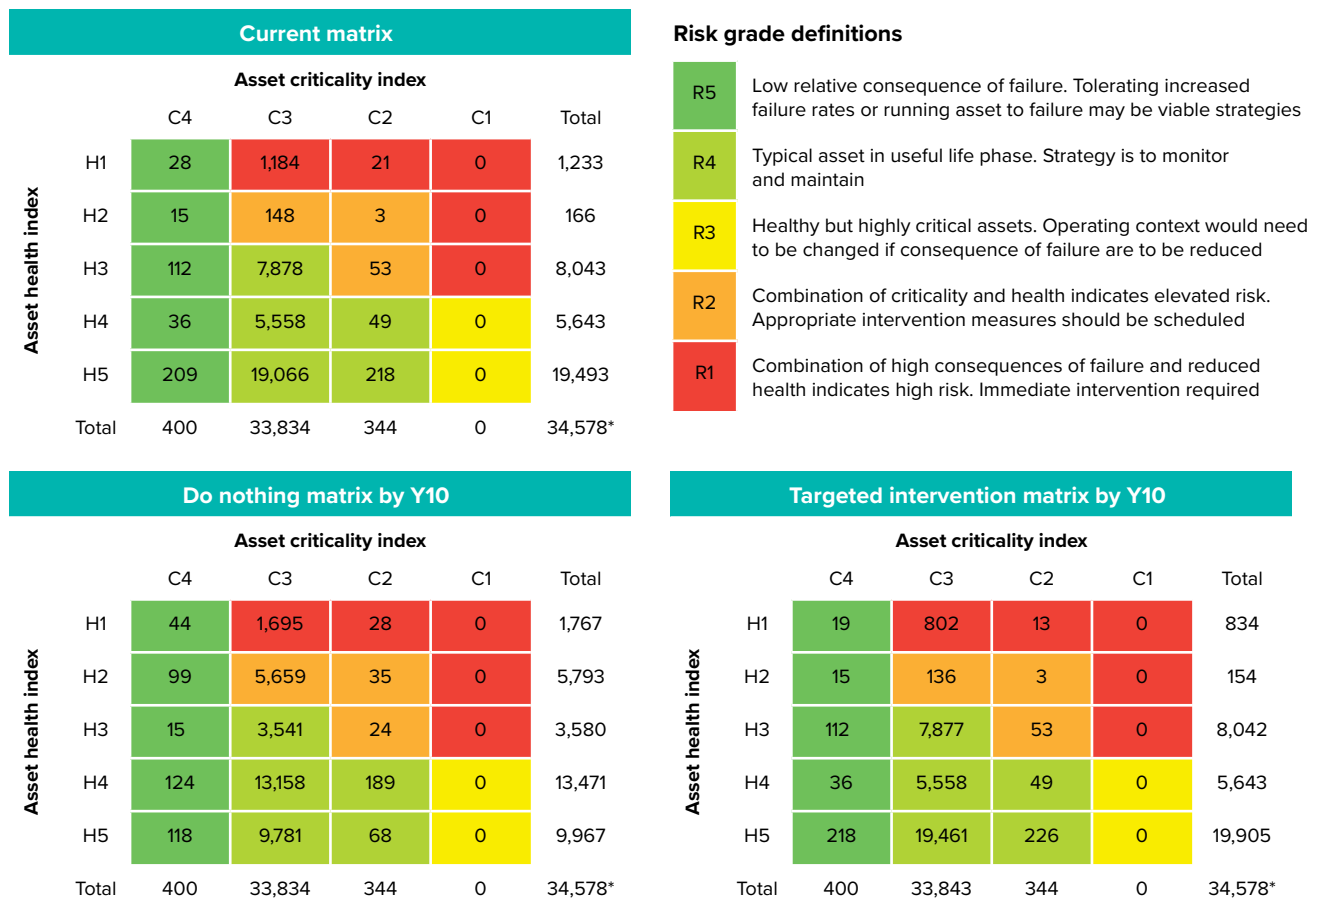 Current matrix
Asset criticality index
C4 C3 C2 C1 Total
Asset health index
H1 28 1,184 21 0 1,233
H2 15 148 3 0 166
H3 112 7,878 53 0 8,043
H4 36 5,558 49 0 5,643
H5 209 19,066 218 0 19,493
Total 400 33,834 344 0 34,578*
Risk grade definitions
R5 Low relative consequence of failure. Tolerating increased
failure rates or running asset to failure may be viable strategies
R4 Typical asset in useful life phase. Strategy is to monitor
and maintain
R3 Healthy but highly critical assets. Operating context would need
to be changed if consequence of failure are to be reduced
R2 Combination of criticality and health indicates elevated risk.
Appropriate intervention measures should be scheduled
R1 Combination of high consequences of failure and reduced
health indicates high risk. Immediate intervention required
Do nothing matrix by Y10
Asset criticality index
C4 C3 C2 C1 Total
Asset health index
H1 44 1,695 28 0 1,767
H2 99 5,659 35 0 5,793
H3 15 3,541 24 0 3,580
H4 124 13,158 189 0 13,471
H5 118 9,781 68 0 9,967
Total 400 33,834 344 0 34,578*
Targeted intervention matrix by Y10
Asset criticality index
C4 C3 C2 C1 Total
Asset health index
H1 19 802 13 0 834
H2 15 136 3 0 154
H3 112 7,877 53 0 8,042
H4 36 5,558 49 0 5,643
H5 218 19,461 226 0 19,905
Total 400 33,843 344 0 34,578*